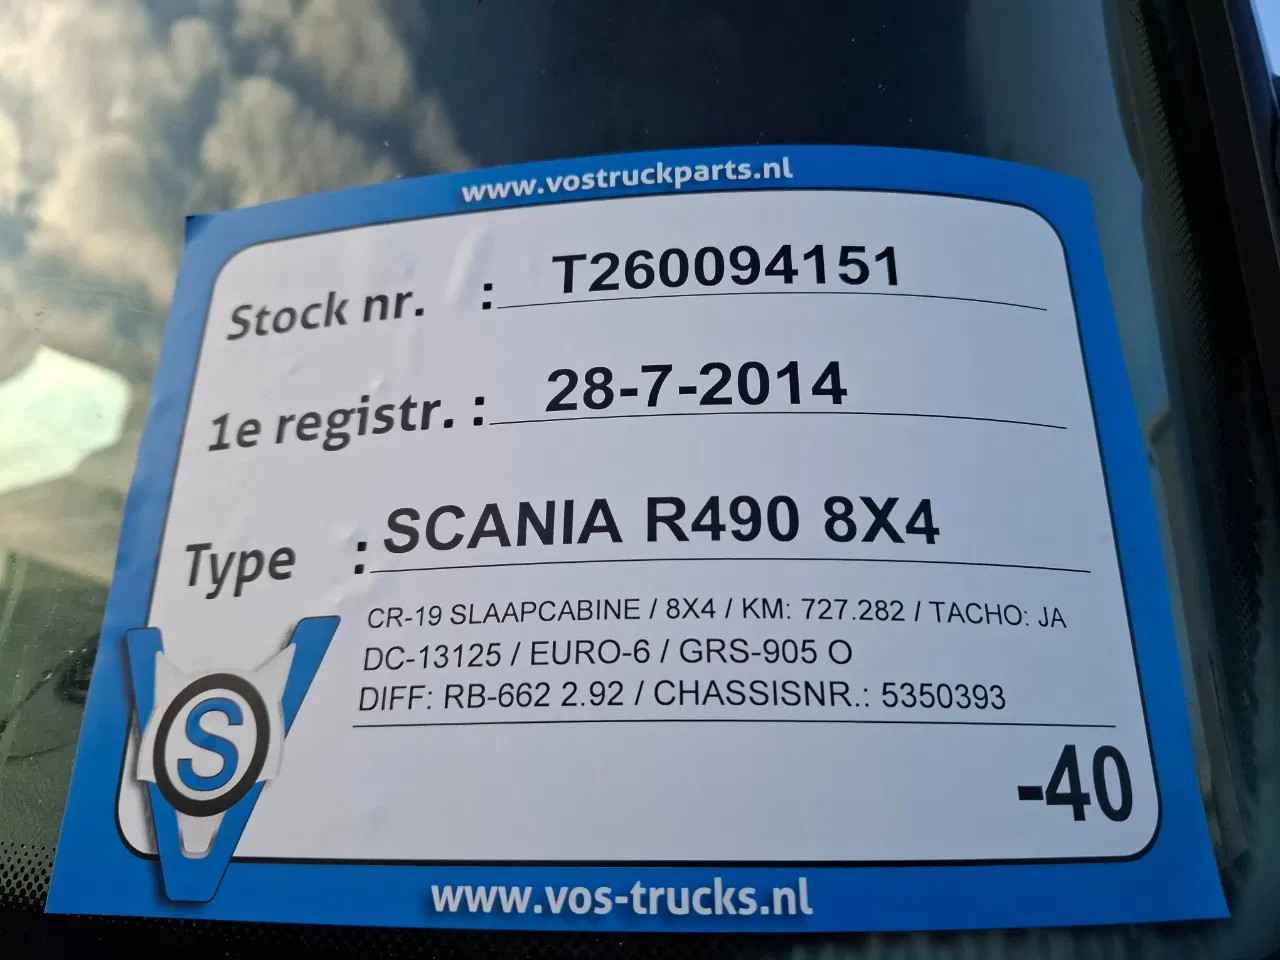 www.vostruckparts.nl
Stock nr. : T260094151
1e registr. : 28-7-2014
Type : SCANIA R490 8X4
CR-19 SLAAPCABINE / 8X4 / KM: 727.282 / TACHO: JA
DC-13125 / EURO-6 / GRS-905 O
DIFF: RB-662 2.92 / CHASSISNR.: 5350393
VOS
-40
www.vos-trucks.nl